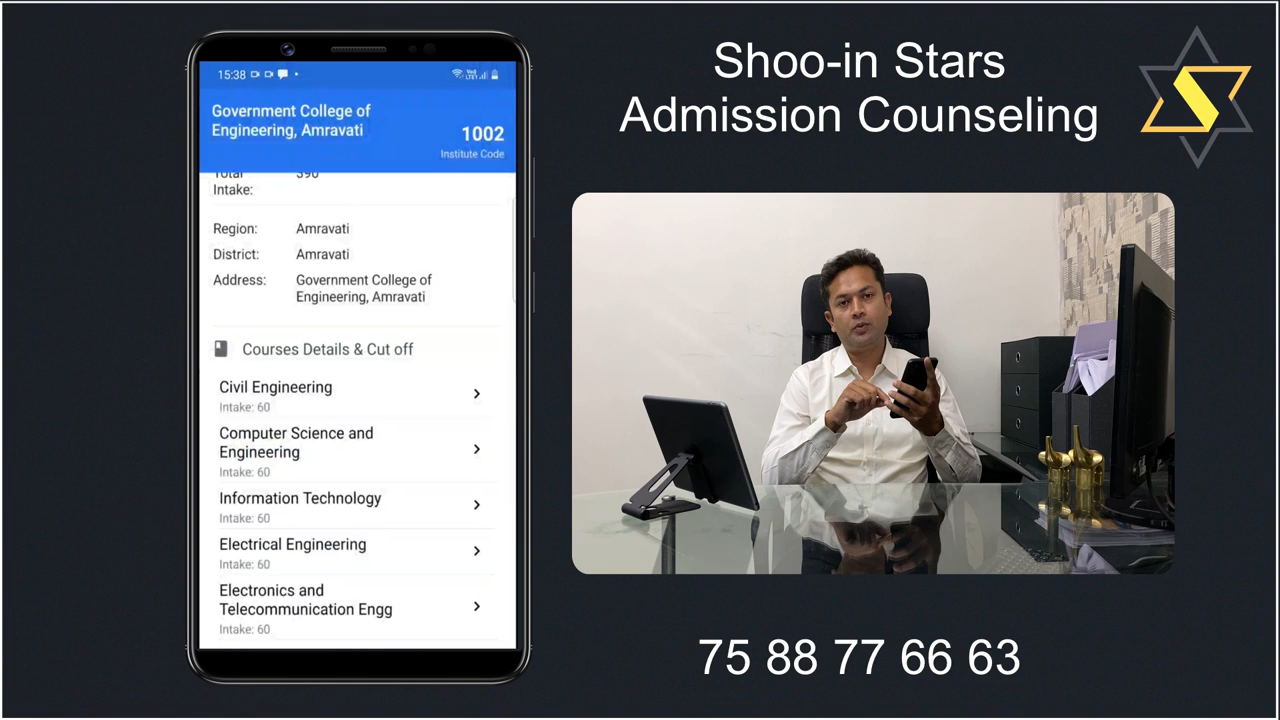 15:38
Government College of
Engineering, Amravati
1002
Institute Code
Total 390
Intake:
Region: Amravati
District: Amravati
Address: Government College of
Engineering, Amravati
Courses Details & Cut off
Civil Engineering
Intake: 60
Computer Science and
Engineering
Intake: 60
Information Technology
Intake: 60
Electrical Engineering
Intake: 60
Electronics and
Telecommunication Engg
Intake: 60
Shoo-in Stars
Admission Counseling
75 88 77 66 63